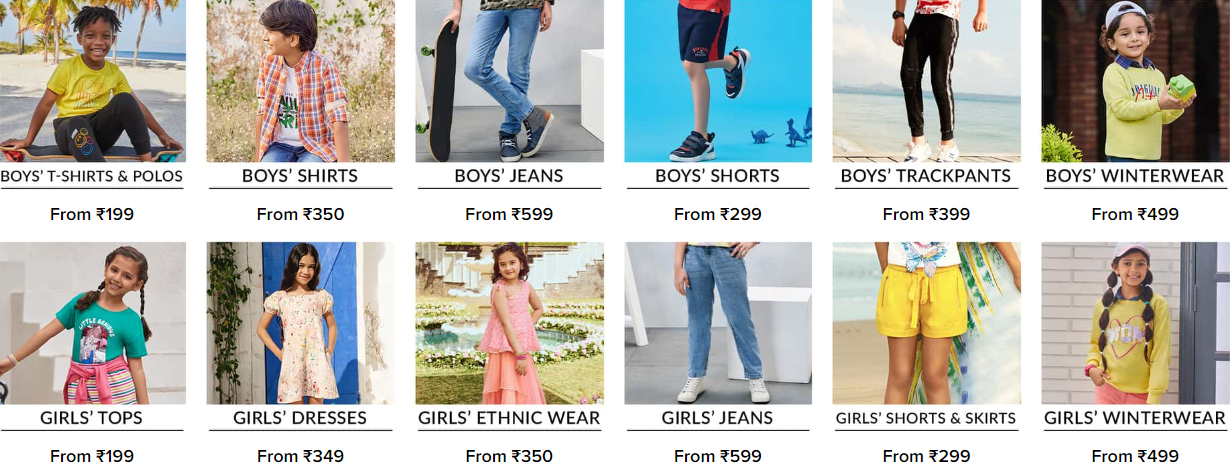 BOYS' T-SHIRTS & POLOS
From ₹199
BOYS' SHIRTS
From ₹350
BOYS' JEANS
From ₹599
BOYS' SHORTS
From ₹299
BOYS' TRACKPANTS
From ₹399
BOYS' WINTERWEAR
From ₹499
GIRLS' TOPS
From ₹199
GIRLS' DRESSES
From ₹349
GIRLS' ETHNIC WEAR
From ₹350
GIRLS' JEANS
From ₹599
GIRLS' SHORTS & SKIRTS
From ₹299
GIRLS' WINTERWEAR
From ₹499